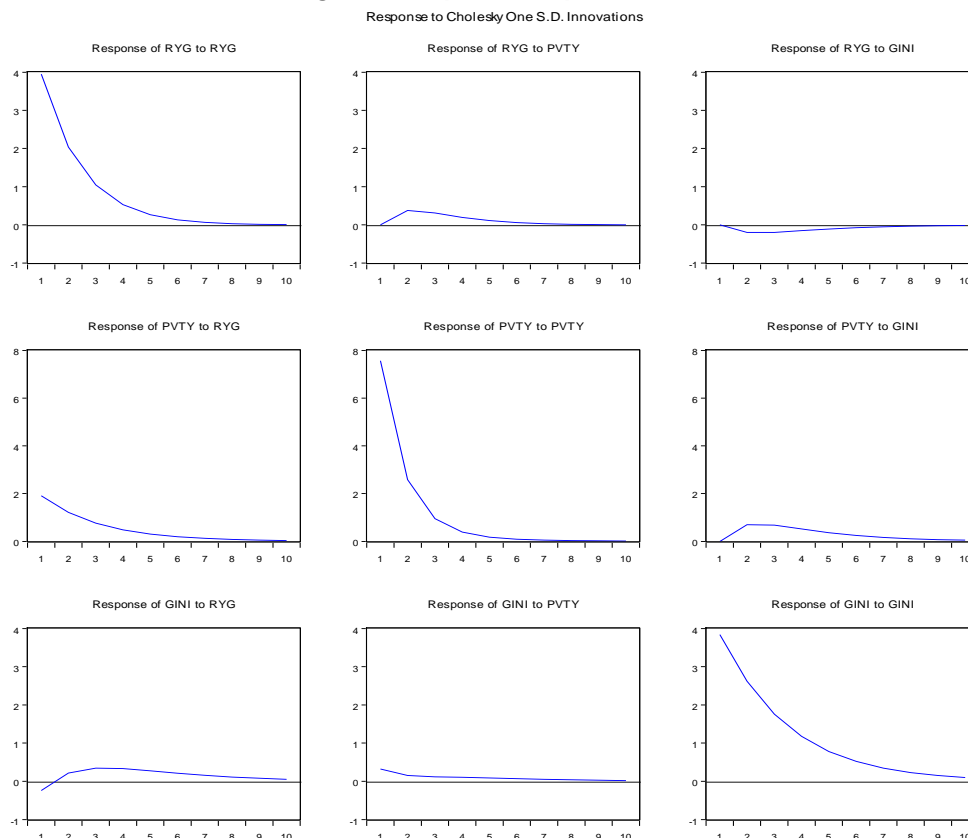 Response to Cholesky One S.D. Innovations
Response of RYG to RYG
4
3
2
1
0
-1
1 2 3 4 5 6 7 8 9 10
Response of RYG to PVTY
4
3
2
1
0
-1
1 2 3 4 5 6 7 8 9 10
Response of RYG to GINI
4
3
2
1
0
-1
1 2 3 4 5 6 7 8 9 10
Response of PVTY to RYG
8
6
4
2
0
1 2 3 4 5 6 7 8 9 10
Response of PVTY to PVTY
8
6
4
2
0
1 2 3 4 5 6 7 8 9 10
Response of PVTY to GINI
8
6
4
2
0
1 2 3 4 5 6 7 8 9 10
Response of GINI to RYG
4
3
2
1
0
-1
1 2 3 4 5 6 7 8 9 10
Response of GINI to PVTY
4
3
2
1
0
-1
1 2 3 4 5 6 7 8 9 10
Response of GINI to GINI
4
3
2
1
0
-1
1 2 3 4 5 6 7 8 9 10